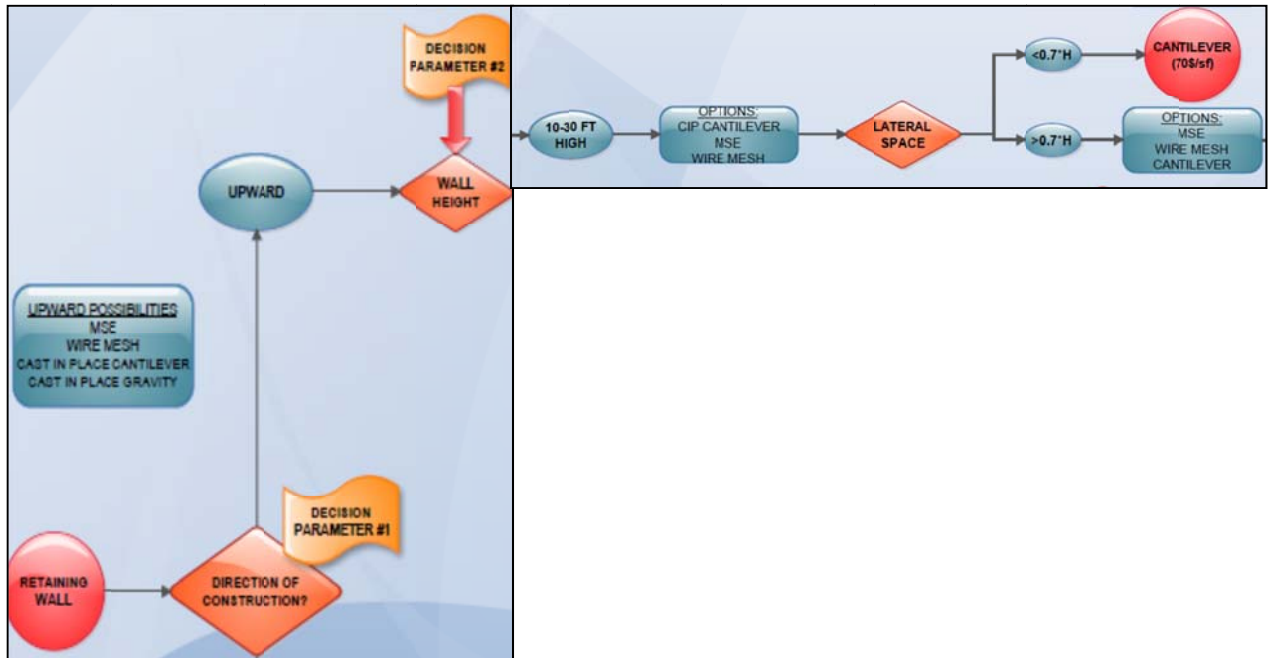 DECISION
PARAMETER #2
UPWARD
WALL
HEIGHT
UPWARD POSSIBILITIES
MSE
WIRE MESH
CAST IN PLACE CANTILEVER
CAST IN PLACE GRAVITY
DECISION
PARAMETER #1
RETAINING
WALL
DIRECTION OF
CONSTRUCTION?
10-30 FT
HIGH
OPTIONS:
CIP CANTILEVER
MSE
WIRE MESH
LATERAL
SPACE
<0.7*H
CANTILEVER
(70$/sf)
>0.7*H
OPTIONS:
MSE
WIRE MESH
CANTILEVER